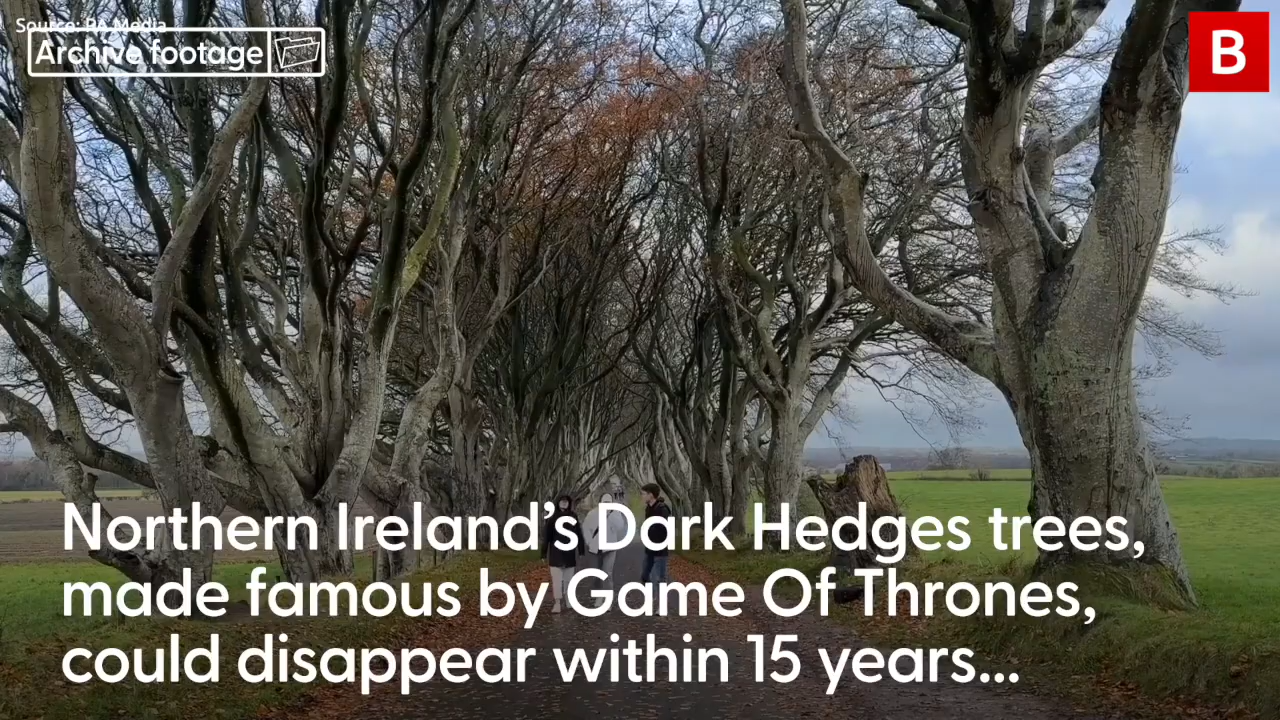 Source: PA Media
Archive footage
B
Northern Ireland’s Dark Hedges trees,
made famous by Game Of Thrones,
could disappear within 15 years...